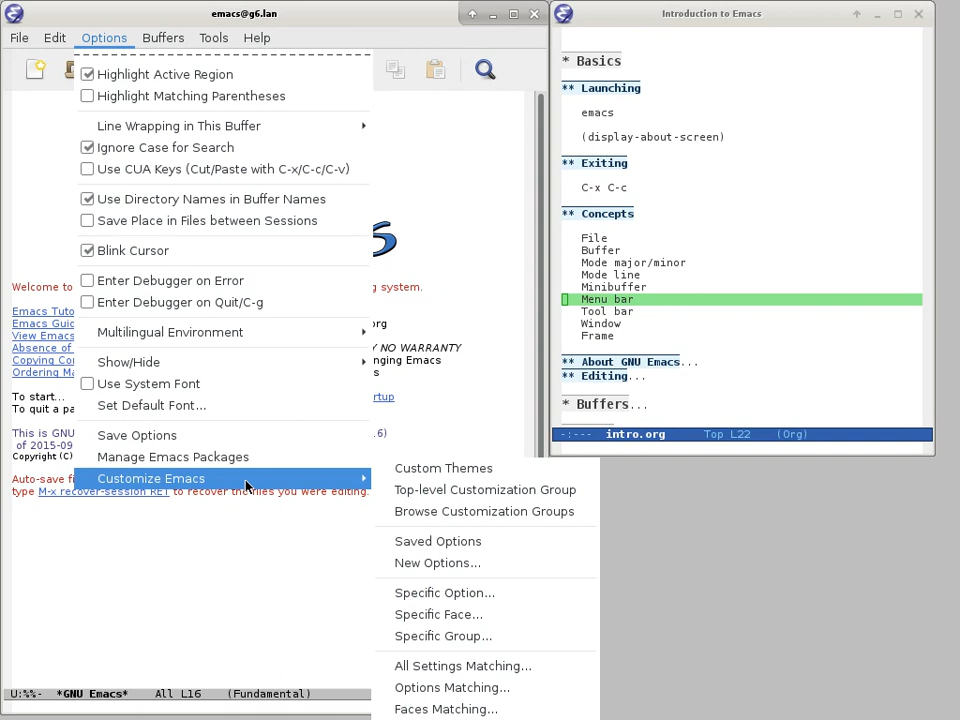 emacs@g6.lan
File Edit Options Buffers Tools Help
Highlight Active Region
Highlight Matching Parentheses
Line Wrapping in This Buffer
Ignore Case for Search
Use CUA Keys (Cut/Paste with C-x/C-c/C-v)
Use Directory Names in Buffer Names
Save Place in Files between Sessions
Blink Cursor
Enter Debugger on Error
Enter Debugger on Quit/C-g
Multilingual Environment
Show/Hide
Use System Font
Set Default Font...
Save Options
Manage Emacs Packages
Customize Emacs
Custom Themes
Top-level Customization Group
Browse Customization Groups
Saved Options
New Options...
Specific Option...
Specific Face...
Specific Group...
All Settings Matching...
Options Matching...
Faces Matching...
Welcome to
g system.
Emacs
Emacs
rg
View Emacs
Absence of
Y NO WARRANTY
Copying
nging Emacs
Ordering
s
To start...
To quit a
This is GNU
6)
of 2015-09
Copyright (C)
Auto-save
type M-x recover-session RET to recover the files you were editing.
U:%%- *GNU Emacs* All L16 (Fundamental)
Introduction to Emacs
* Basics
** Launching
emacs
(display-about-screen)
** Exiting
C-x C-c
** Concepts
File
Buffer
Mode major/minor
Mode line
Minibuffer
Menu bar
Tool bar
Window
Frame
** About GNU Emacs...
** Editing...
* Buffers...
-:--- intro.org Top L22 (Org)